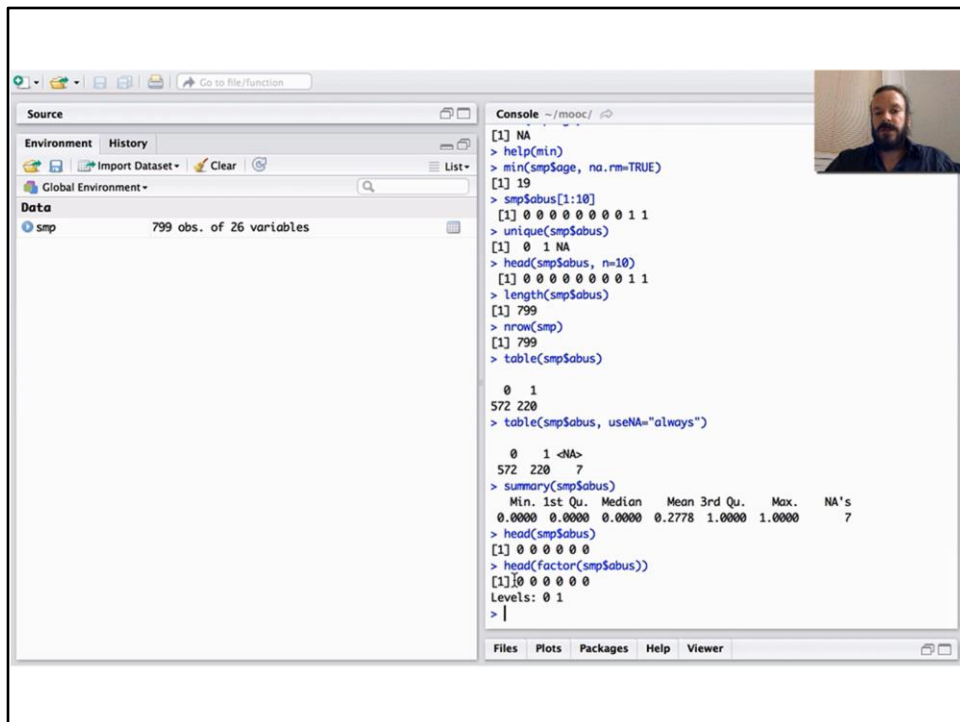 Go to file/function
Source
Environment History
Import Dataset Clear List
Global Environment
Data
smp 799 obs. of 26 variables
Console ~/mooc/
[1] NA
> help(min)
> min(smp$age, na.rm=TRUE)
[1] 19
> smp$abus[1:10]
[1] 0 0 0 0 0 0 0 0 1 1
> unique(smp$abus)
[1] 0 1 NA
> head(smp$abus, n=10)
[1] 0 0 0 0 0 0 0 0 1 1
> length(smp$abus)
[1] 799
> nrow(smp)
[1] 799
> table(smp$abus)
0 1
572 220
> table(smp$abus, useNA="always")
0 1 <NA>
572 220 7
> summary(smp$abus)
Min. 1st Qu. Median Mean 3rd Qu. Max. NA's
0.0000 0.0000 0.0000 0.2778 1.0000 1.0000 7
> head(smp$abus)
[1] 0 0 0 0 0 0
> head(factor(smp$abus))
[1] 0 0 0 0 0 0
Levels: 0 1
>
Files Plots Packages Help Viewer